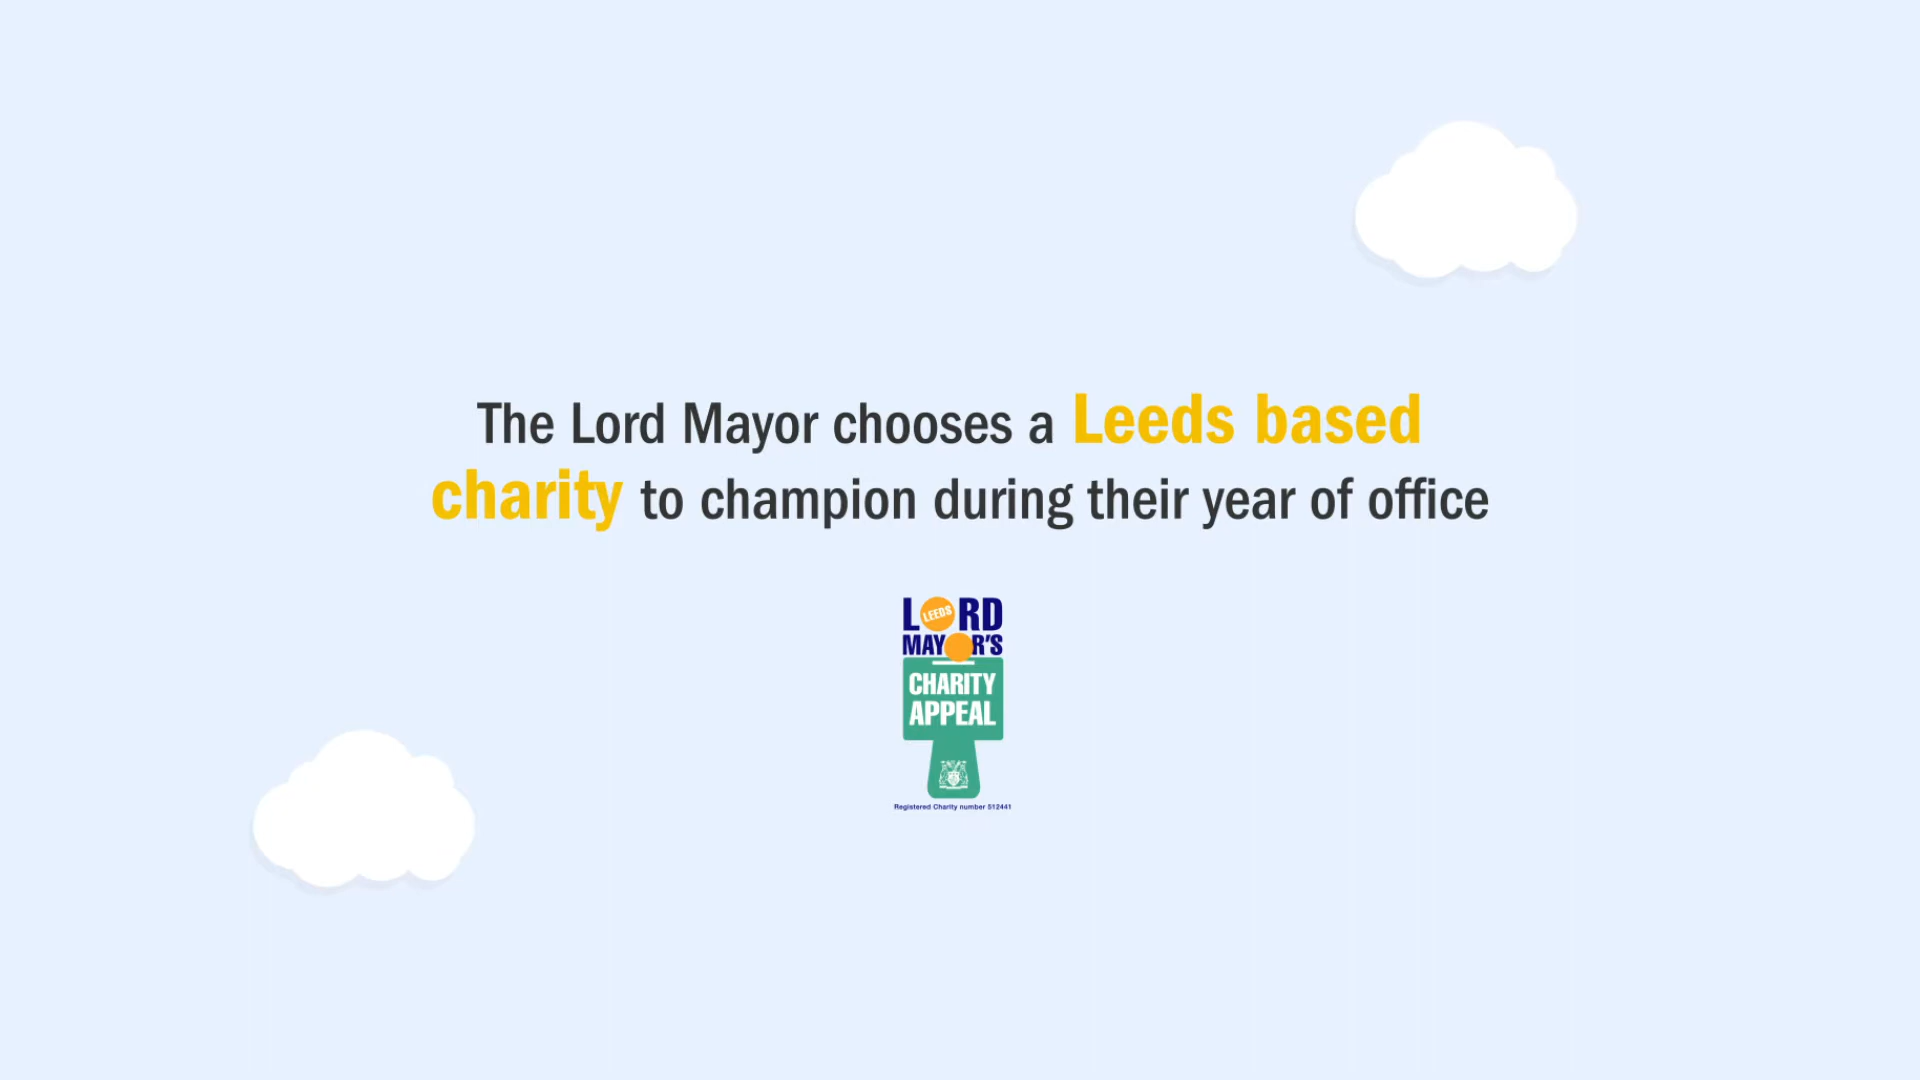 The Lord Mayor chooses a Leeds based
charity to champion during their year of office
LORD
LEEDS
MAYOR'S
CHARITY
APPEAL
Registered Charity number 512441